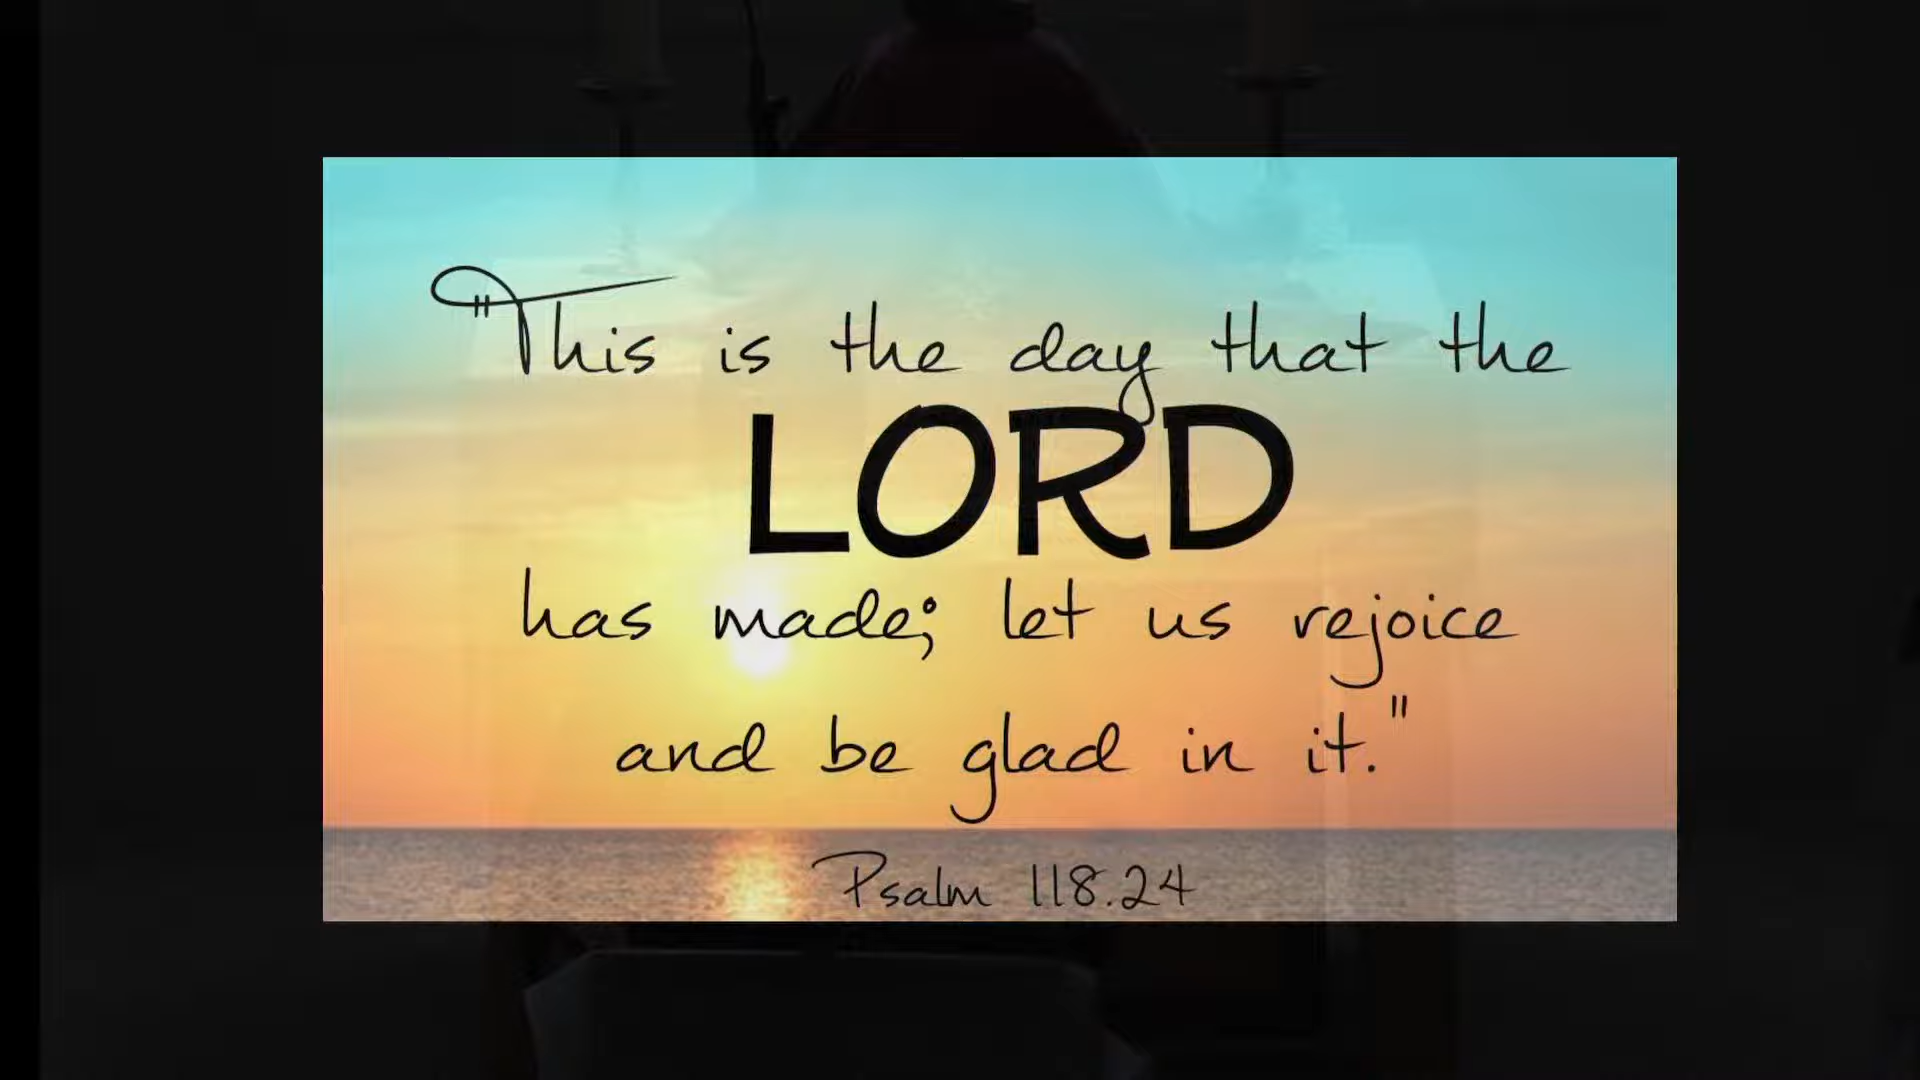 "This is the day that the
LORD
has made; let us rejoice
and be glad in it."
Psalm 118.24